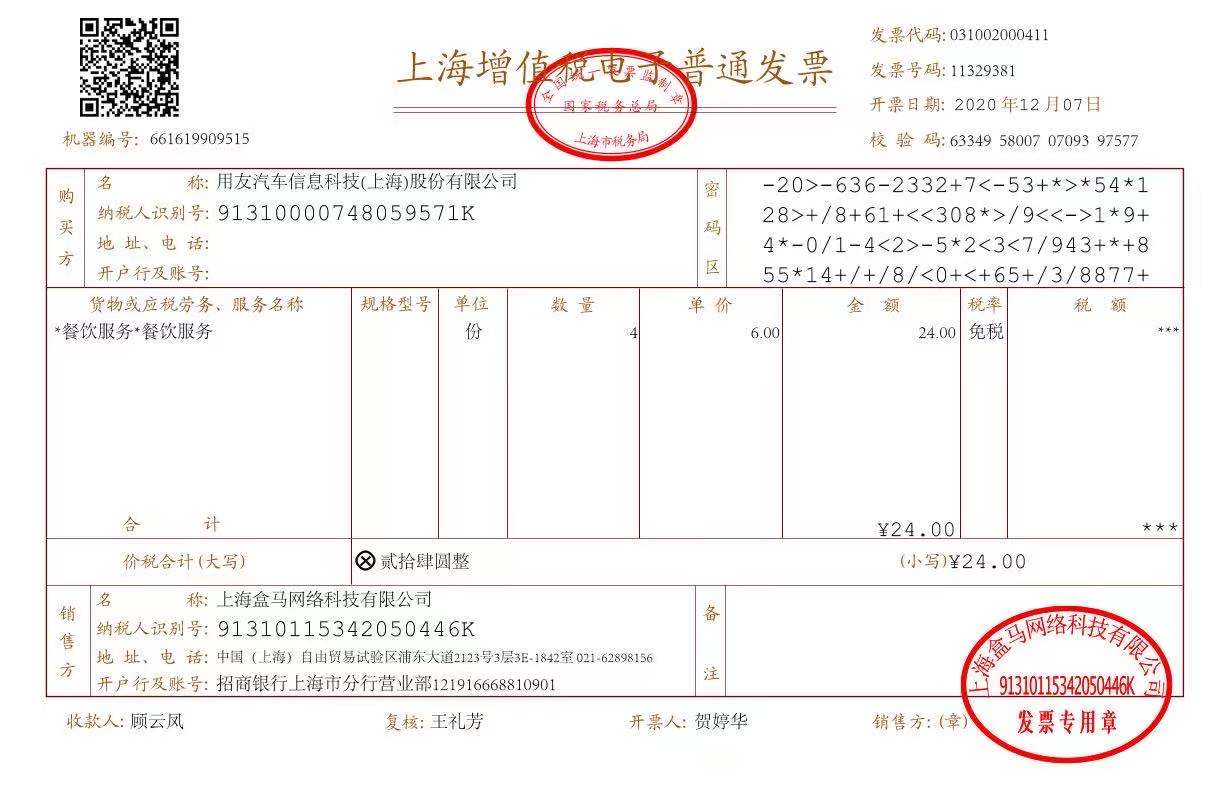 上海增值税电子普通发票
全国统一发票监制章
国家税务总局
上海市税务局
发票代码: 031002000411
发票号码: 11329381
开票日期: 2020 年12 月07日
校 验 码: 63349 58007 07093 97577
机器编号: 661619909515
购买方
名 称: 用友汽车信息科技(上海)股份有限公司
纳税人识别号: 91310000748059571K
地 址、电 话:
开户行及账号:
密码区
-20>-636-2332+7<-53+*>*54*1
28>+/8+61+<<308*>/9<<->1*9+
4*-0/1-4<2>-5*2<3<7/943+*+8
55*14+/+/8/<0+<+65+/3/8877+
货物或应税劳务、服务名称 规格型号 单位 数 量 单 价 金 额 税率 税 额
*餐饮服务*餐饮服务 份 4 6.00 24.00 免税 ***
合 计 ¥24.00 ***
价税合计(大写) ⊗贰拾肆圆整 (小写)¥24.00
销售方
名 称: 上海盒马网络科技有限公司
纳税人识别号: 91310115342050446K
地 址、电 话: 中国（上海）自由贸易试验区浦东大道2123号3层3E-1842室 021-62898156
开户行及账号: 招商银行上海市分行营业部121916668810901
备注
上海盒马网络科技有限公司
91310115342050446K
发票专用章
收款人: 顾云凤 复核: 王礼芳 开票人: 贺婷华 销售方: (章)